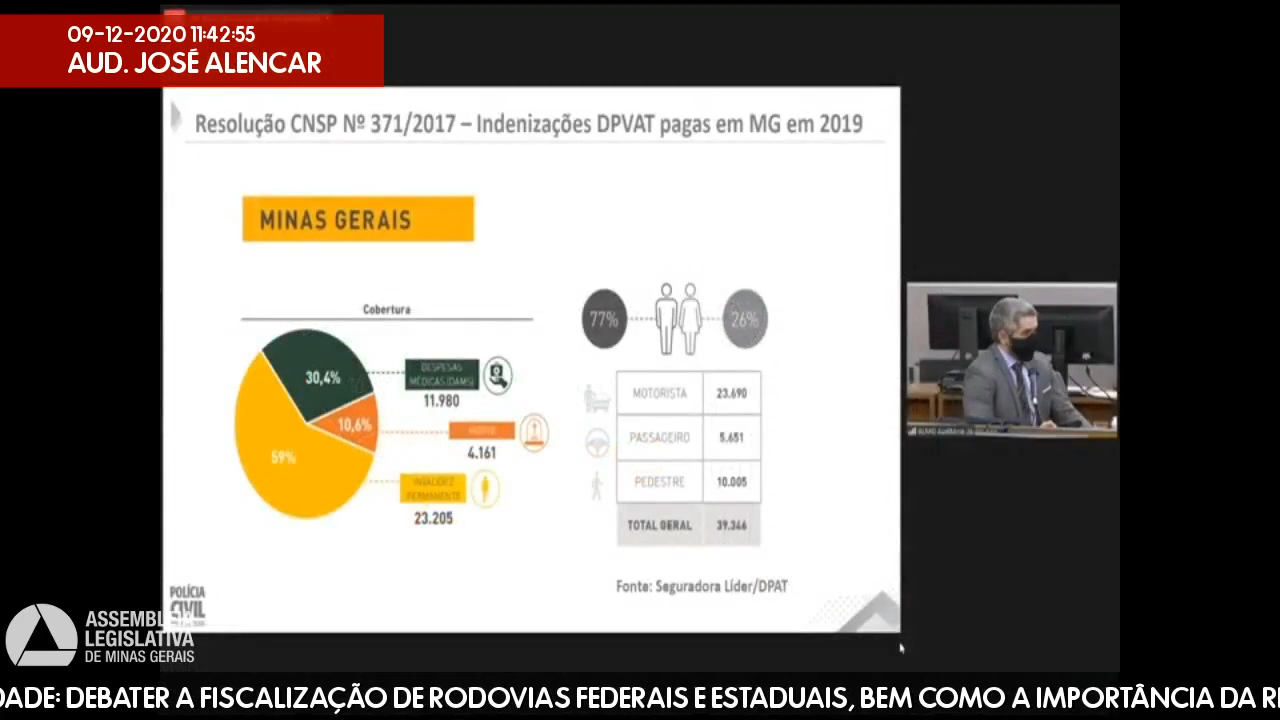 09-12-2020 11:42:55
AUD. JOSÉ ALENCAR
Resolução CNSP Nº 371/2017 – Indenizações DPVAT pagas em MG em 2019
MINAS GERAIS
Cobertura
30,4%
10,6%
59%
DESPESAS
MÉDICAS (DAMS)
11.980
MORTE
4.161
INVALIDEZ
PERMANENTE
23.205
77%
26%
MOTORISTA 23.690
PASSAGEIRO 5.651
PEDESTRE 10.005
TOTAL GERAL 39.346
Fonte: Seguradora Líder/DPAT
POLÍCIA
CIVIL
ASSEMBLEIA
LEGISLATIVA
DE MINAS GERAIS
DADE: DEBATER A FISCALIZAÇÃO DE RODOVIAS FEDERAIS E ESTADUAIS, BEM COMO A IMPORTÂNCIA DA R